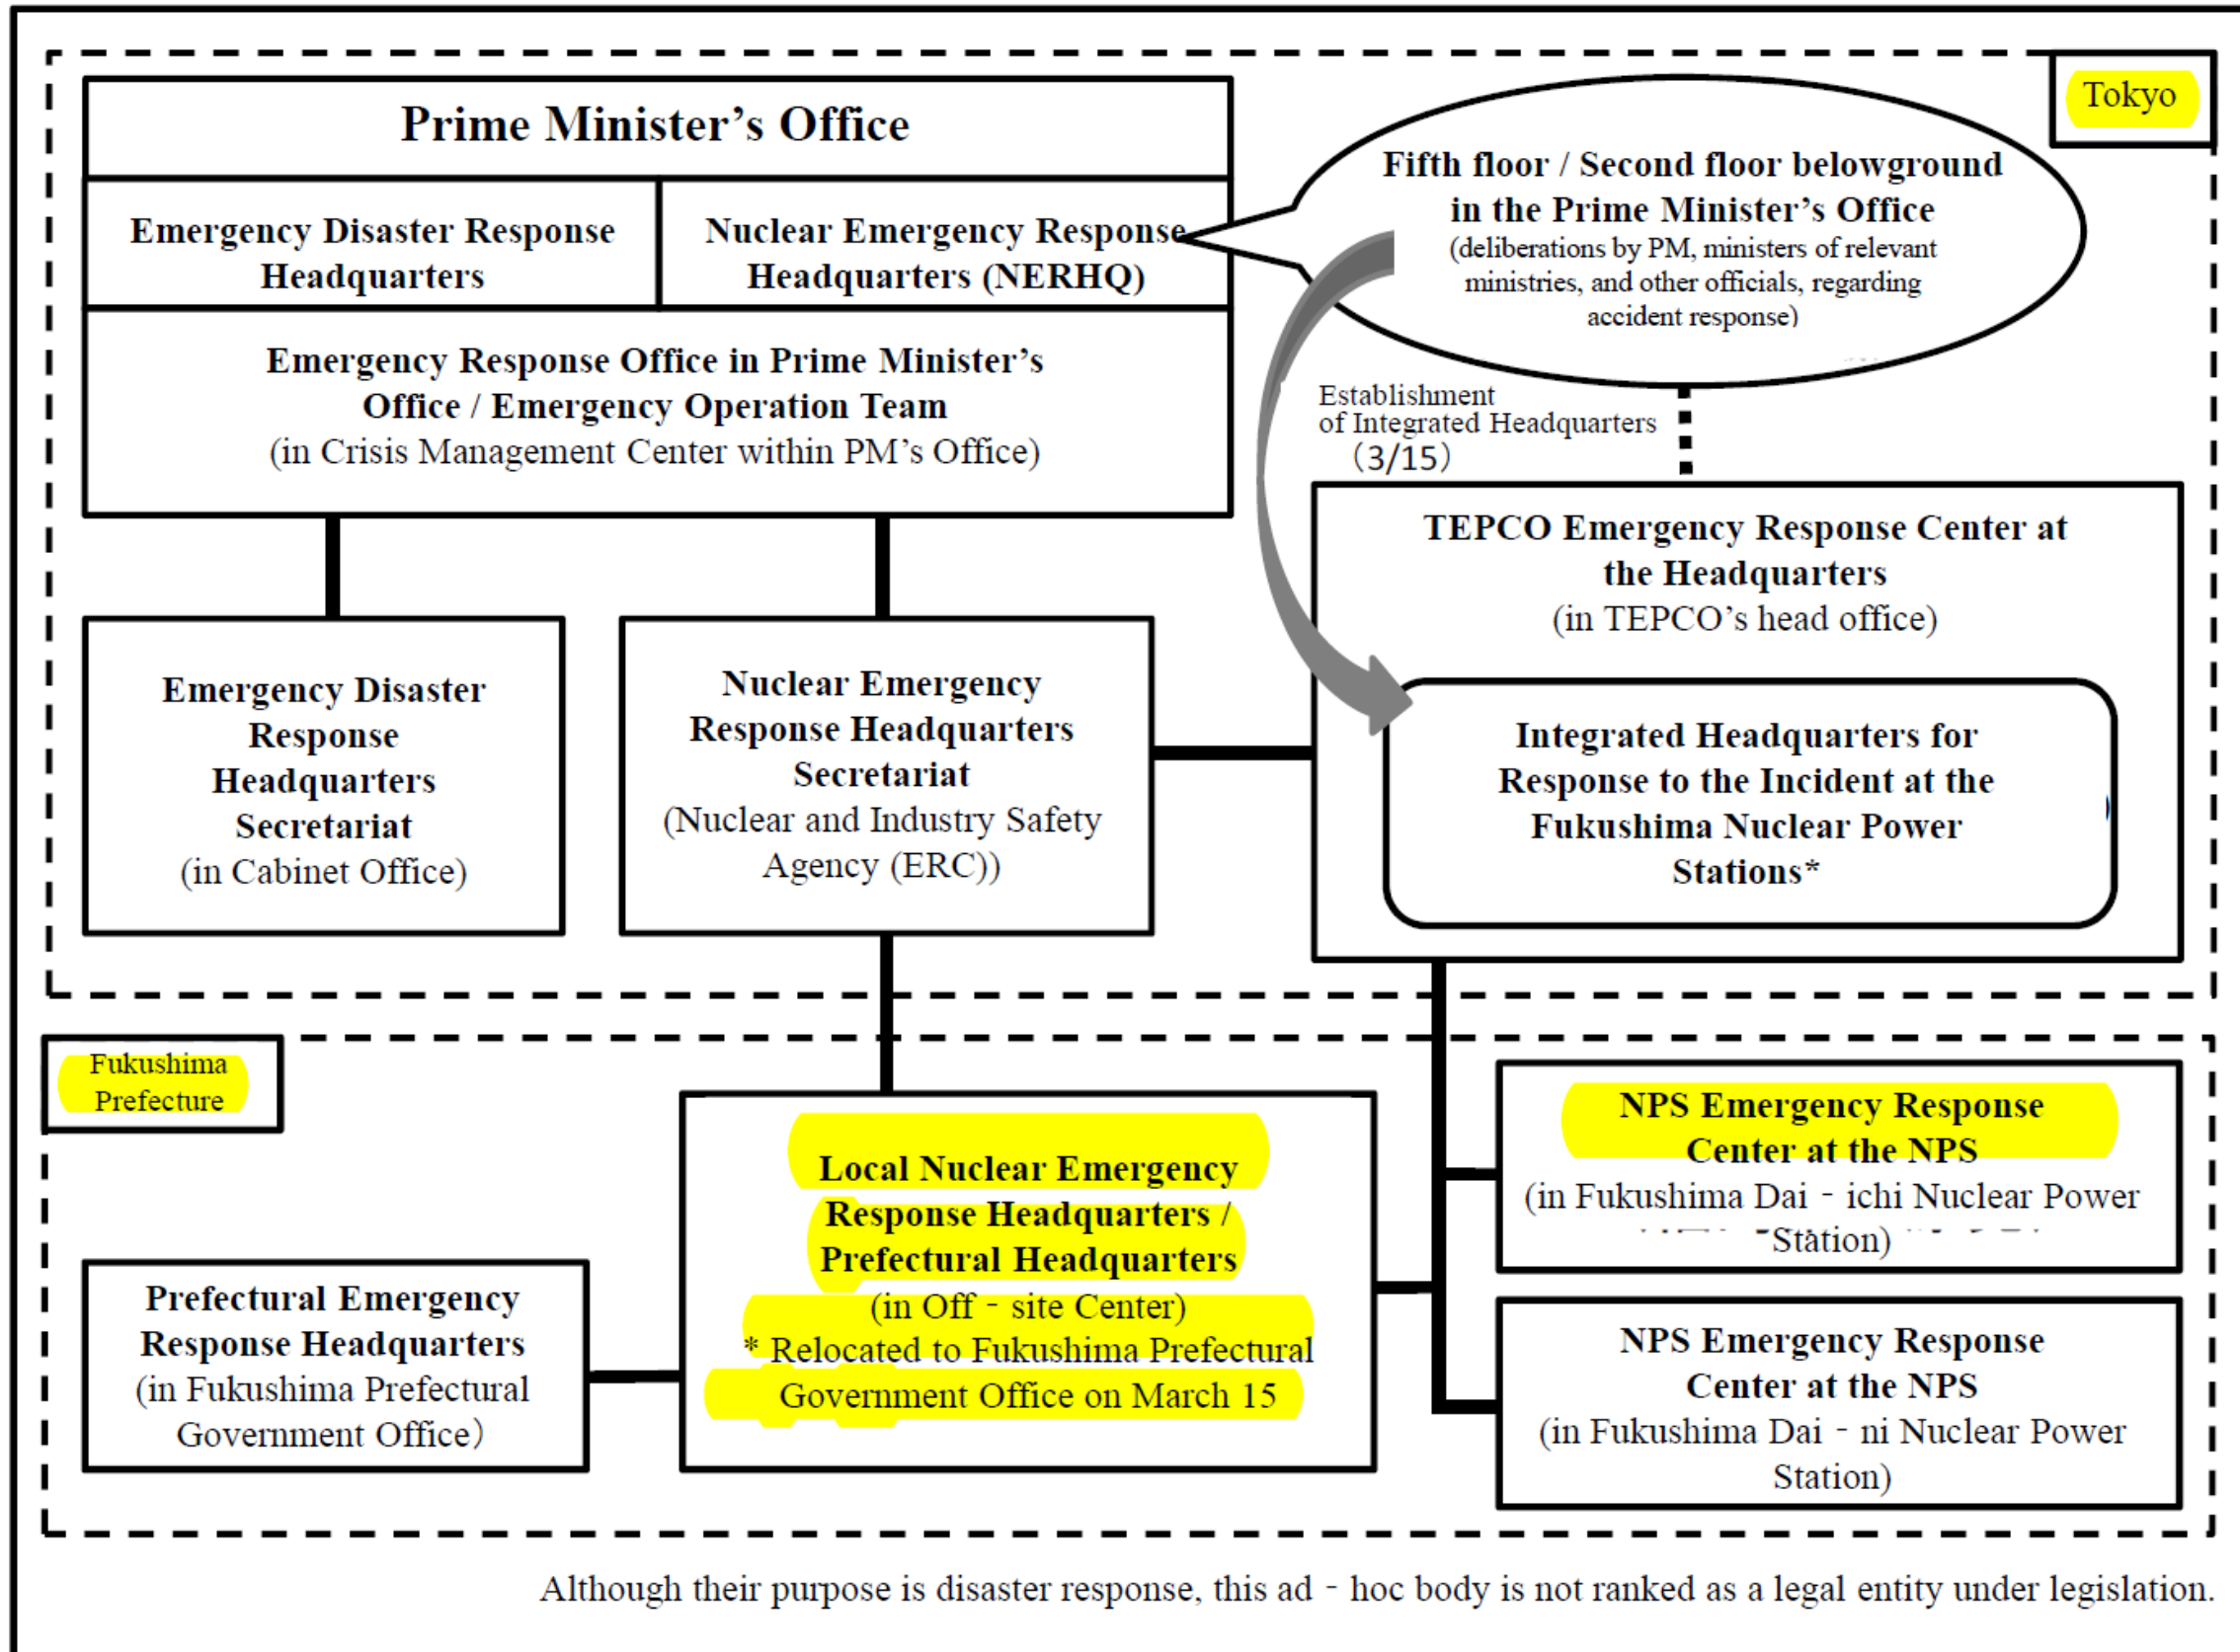 Tokyo
Prime Minister's Office
Emergency Disaster Response
Headquarters
Nuclear Emergency Response
Headquarters (NERHQ)
Emergency Response Office in Prime Minister's
Office / Emergency Operation Team
(in Crisis Management Center within PM's Office)
Fifth floor / Second floor belowground
in the Prime Minister's Office
(deliberations by PM, ministers of relevant
ministries, and other officials, regarding
accident response)
Establishment
of Integrated Headquarters
(3/15)
TEPCO Emergency Response Center at
the Headquarters
(in TEPCO's head office)
Integrated Headquarters for
Response to the Incident at the
Fukushima Nuclear Power
Stations*
Emergency Disaster
Response
Headquarters
Secretariat
(in Cabinet Office)
Nuclear Emergency
Response Headquarters
Secretariat
(Nuclear and Industry Safety
Agency (ERC))
Fukushima
Prefecture
Prefectural Emergency
Response Headquarters
(in Fukushima Prefectural
Government Office)
Local Nuclear Emergency
Response Headquarters /
Prefectural Headquarters
(in Off - site Center)
* Relocated to Fukushima Prefectural
Government Office on March 15
NPS Emergency Response
Center at the NPS
(in Fukushima Dai - ichi Nuclear Power
Station)
NPS Emergency Response
Center at the NPS
(in Fukushima Dai - ni Nuclear Power
Station)
Although their purpose is disaster response, this ad - hoc body is not ranked as a legal entity under legislation.